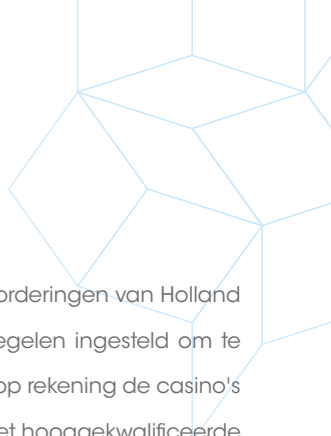 orderingen van Holland
egelen ingesteld om te
op rekening de casino's
et hooggekwalificeerde